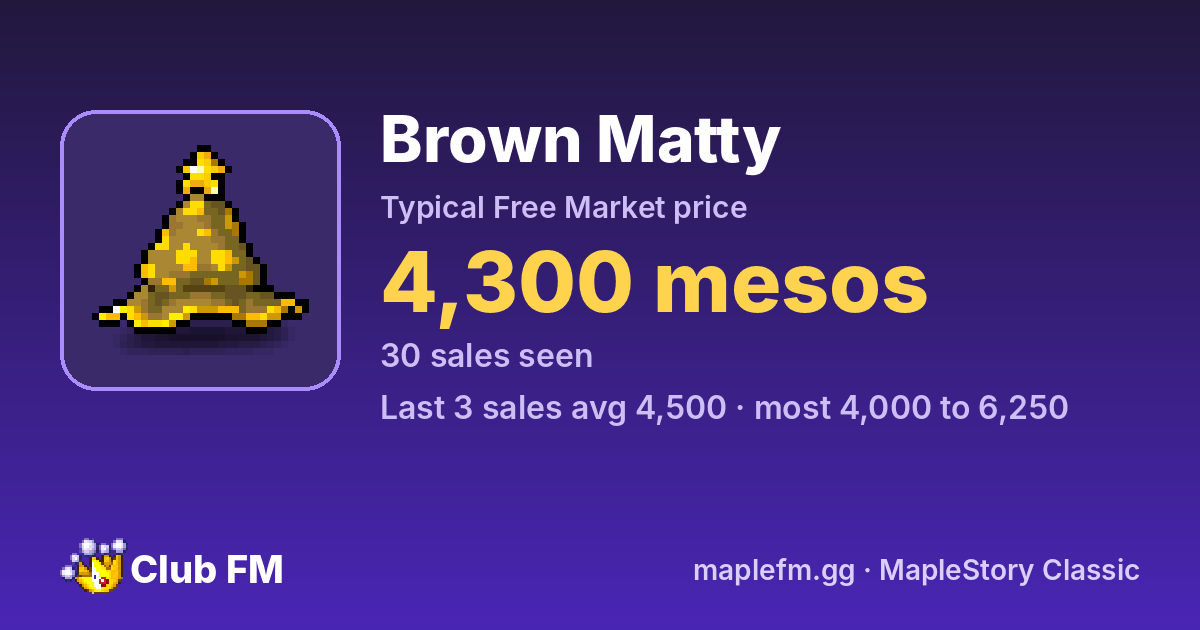 Brown Matty
Typical Free Market price
4,300 mesos
30 sales seen
Last 3 sales avg 4,500 · most 4,000 to 6,250
Club FM
maplefm.gg · MapleStory Classic